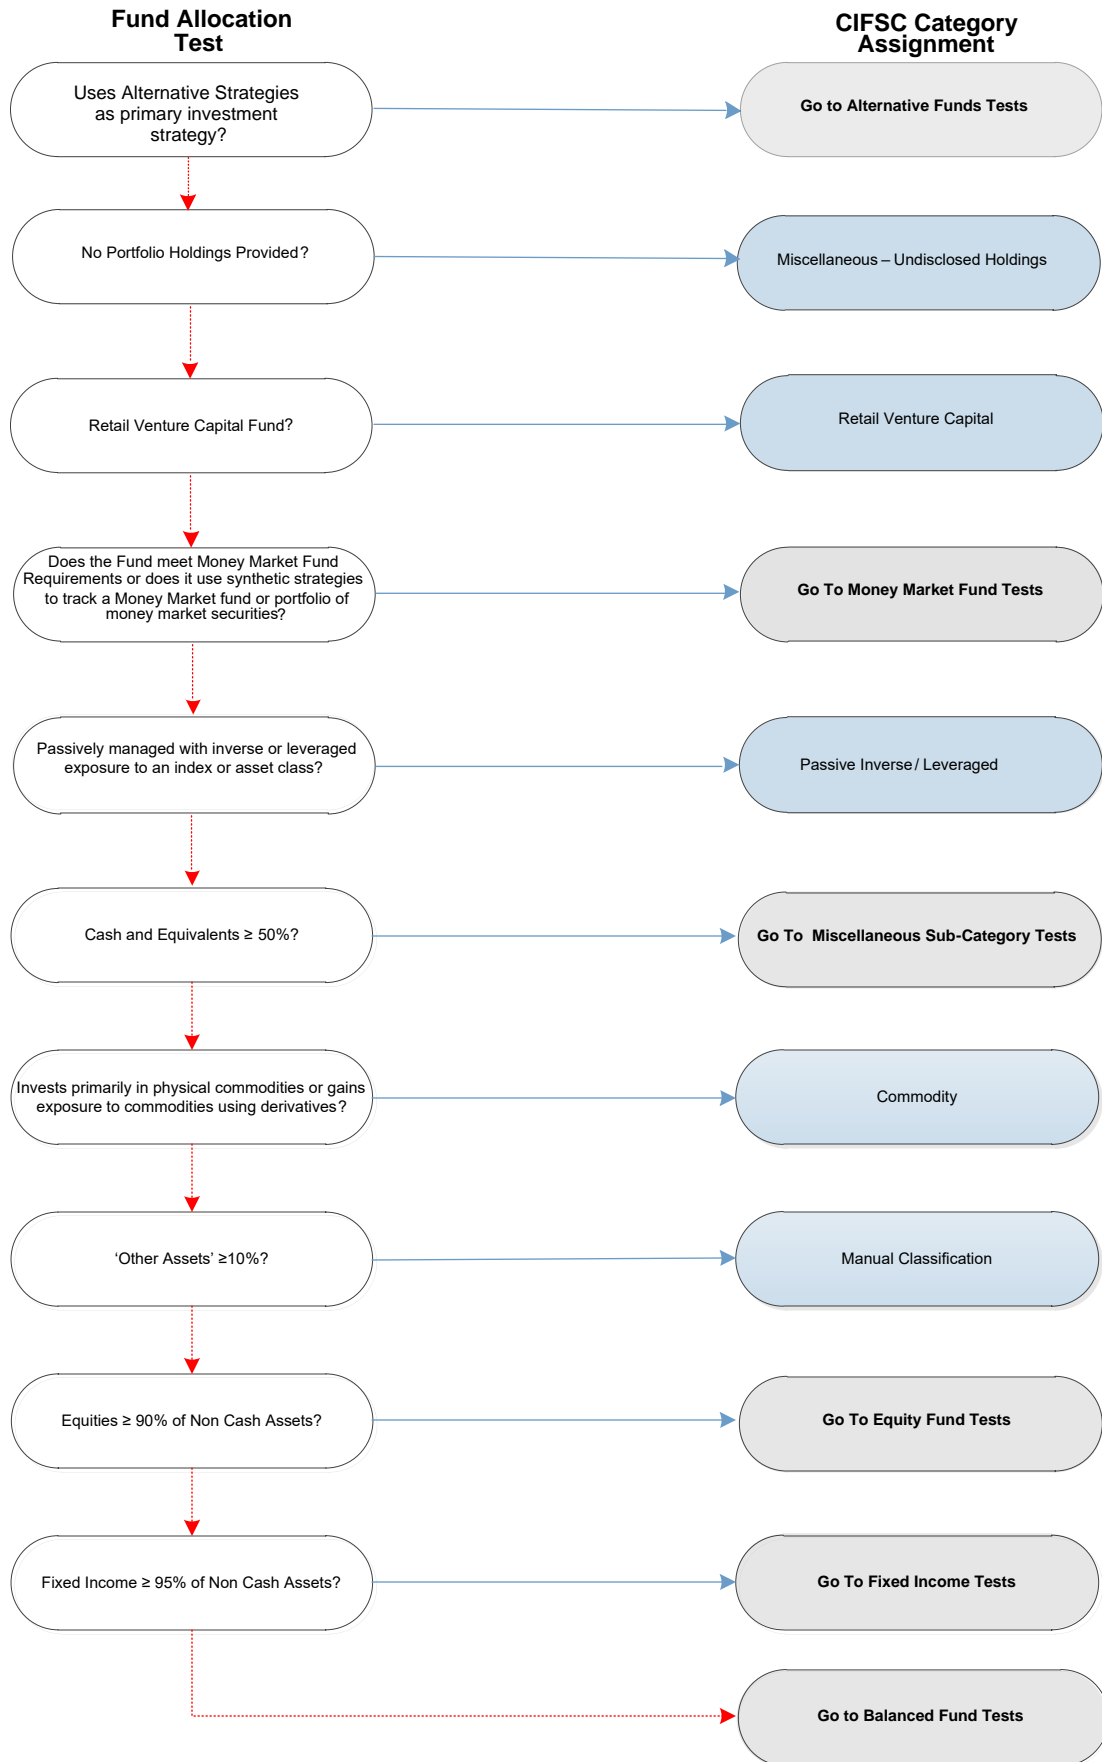 Fund Allocation
Test
CIFSC Category
Assignment
Uses Alternative Strategies
as primary investment
strategy?
Go to Alternative Funds Tests
No Portfolio Holdings Provided?
Miscellaneous – Undisclosed Holdings
Retail Venture Capital Fund?
Retail Venture Capital
Does the Fund meet Money Market Fund
Requirements or does it use synthetic strategies
to track a Money Market fund or portfolio of
money market securities?
Go To Money Market Fund Tests
Passively managed with inverse or leveraged
exposure to an index or asset class?
Passive Inverse / Leveraged
Cash and Equivalents ≥ 50%?
Go To Miscellaneous Sub-Category Tests
Invests primarily in physical commodities or gains
exposure to commodities using derivatives?
Commodity
‘Other Assets’ ≥10%?
Manual Classification
Equities ≥ 90% of Non Cash Assets?
Go To Equity Fund Tests
Fixed Income ≥ 95% of Non Cash Assets?
Go To Fixed Income Tests
Go to Balanced Fund Tests